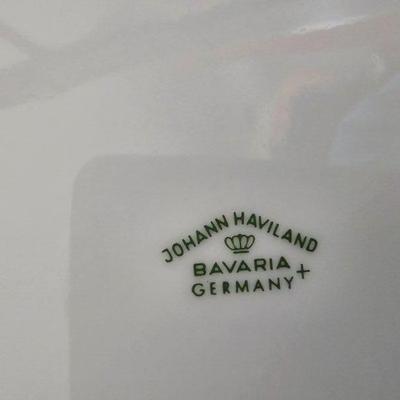 JOHANN HAVILAND
BAVARIA +
GERMANY